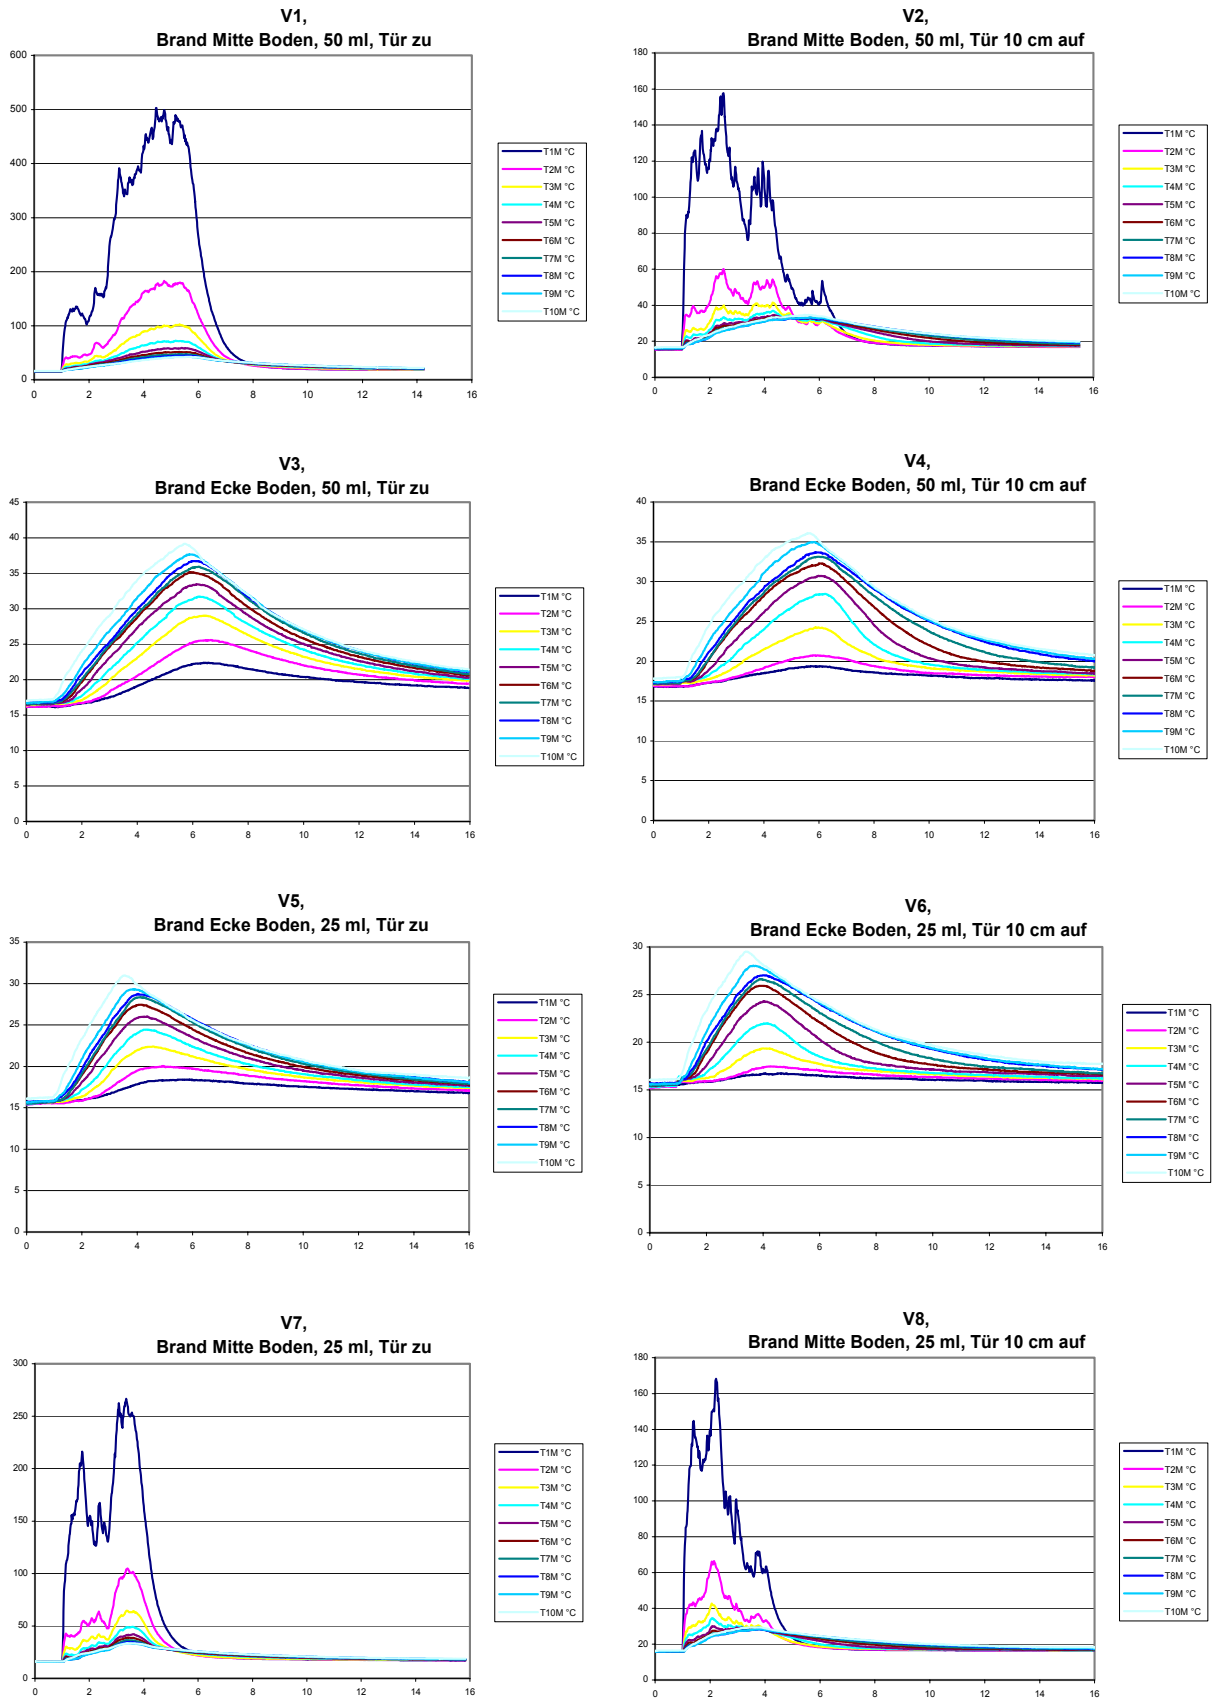 V1,
Brand Mitte Boden, 50 ml, Tür zu
600
500
400
300
200
100
0
0 2 4 6 8 10 12 14 16
T1M °C
T2M °C
T3M °C
T4M °C
T5M °C
T6M °C
T7M °C
T8M °C
T9M °C
T10M °C
V2,
Brand Mitte Boden, 50 ml, Tür 10 cm auf
180
160
140
120
100
80
60
40
20
0
0 2 4 6 8 10 12 14 16
T1M °C
T2M °C
T3M °C
T4M °C
T5M °C
T6M °C
T7M °C
T8M °C
T9M °C
T10M °C
V3,
Brand Ecke Boden, 50 ml, Tür zu
45
40
35
30
25
20
15
10
5
0
0 2 4 6 8 10 12 14 16
T1M °C
T2M °C
T3M °C
T4M °C
T5M °C
T6M °C
T7M °C
T8M °C
T9M °C
T10M °C
V4,
Brand Ecke Boden, 50 ml, Tür 10 cm auf
40
35
30
25
20
15
10
5
0
0 2 4 6 8 10 12 14 16
T1M °C
T2M °C
T3M °C
T4M °C
T5M °C
T6M °C
T7M °C
T8M °C
T9M °C
T10M °C
V5,
Brand Ecke Boden, 25 ml, Tür zu
35
30
25
20
15
10
5
0
0 2 4 6 8 10 12 14 16
T1M °C
T2M °C
T3M °C
T4M °C
T5M °C
T6M °C
T7M °C
T8M °C
T9M °C
T10M °C
V6,
Brand Ecke Boden, 25 ml, Tür 10 cm auf
30
25
20
15
10
5
0
0 2 4 6 8 10 12 14 16
T1M °C
T2M °C
T3M °C
T4M °C
T5M °C
T6M °C
T7M °C
T8M °C
T9M °C
T10M °C
V7,
Brand Mitte Boden, 25 ml, Tür zu
300
250
200
150
100
50
0
0 2 4 6 8 10 12 14 16
T1M °C
T2M °C
T3M °C
T4M °C
T5M °C
T6M °C
T7M °C
T8M °C
T9M °C
T10M °C
V8,
Brand Mitte Boden, 25 ml, Tür 10 cm auf
180
160
140
120
100
80
60
40
20
0
0 2 4 6 8 10 12 14 16
T1M °C
T2M °C
T3M °C
T4M °C
T5M °C
T6M °C
T7M °C
T8M °C
T9M °C
T10M °C